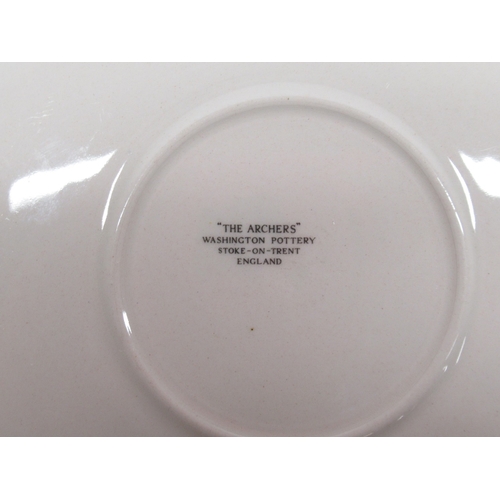 "THE ARCHERS"
WASHINGTON POTTERY
STOKE-ON-TRENT
ENGLAND